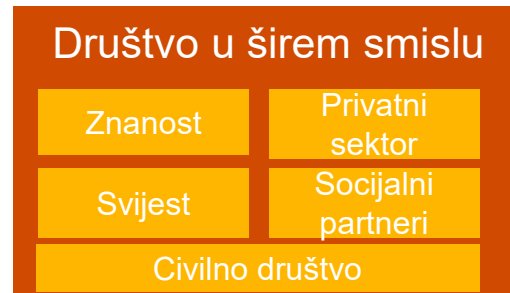 Društvo u širem smislu
Znanost
Privatni
sektor
Svijest
Socijalni
partneri
Civilno društvo